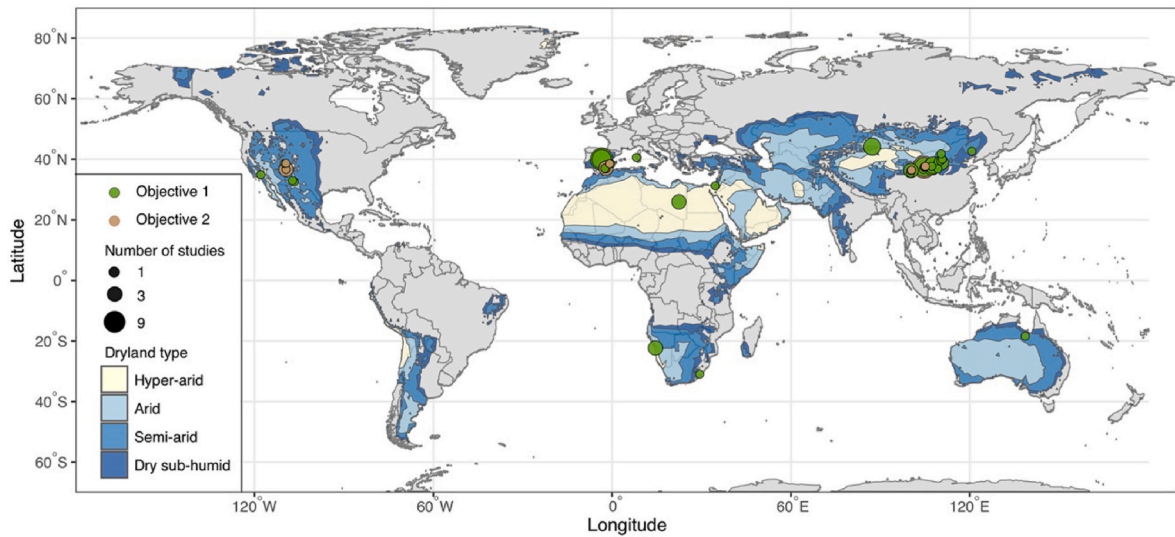 80°N
60°N
40°N
20°N
0°
20°S
40°S
60°S
Latitude
Objective 1
Objective 2
Number of studies
1
3
9
Dryland type
Hyper-arid
Arid
Semi-arid
Dry sub-humid
120°W
60°W
0°
60°E
120°E
Longitude